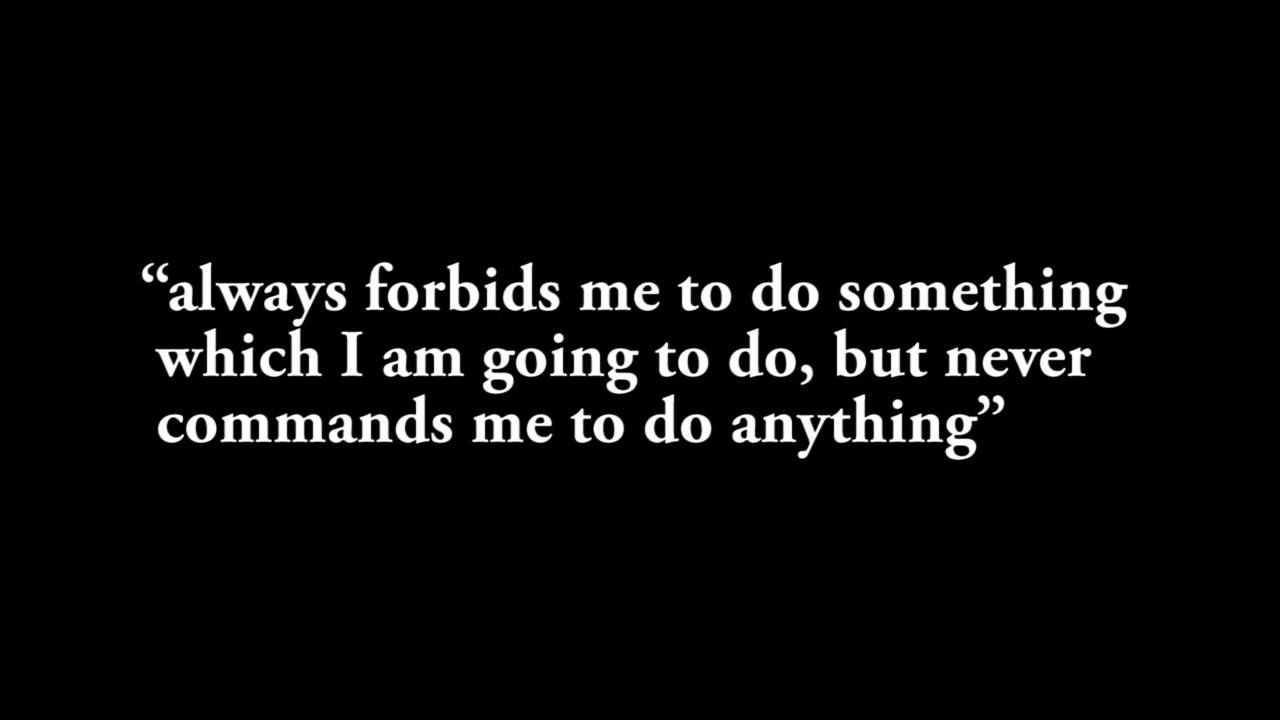 “always forbids me to do something
which I am going to do, but never
commands me to do anything”